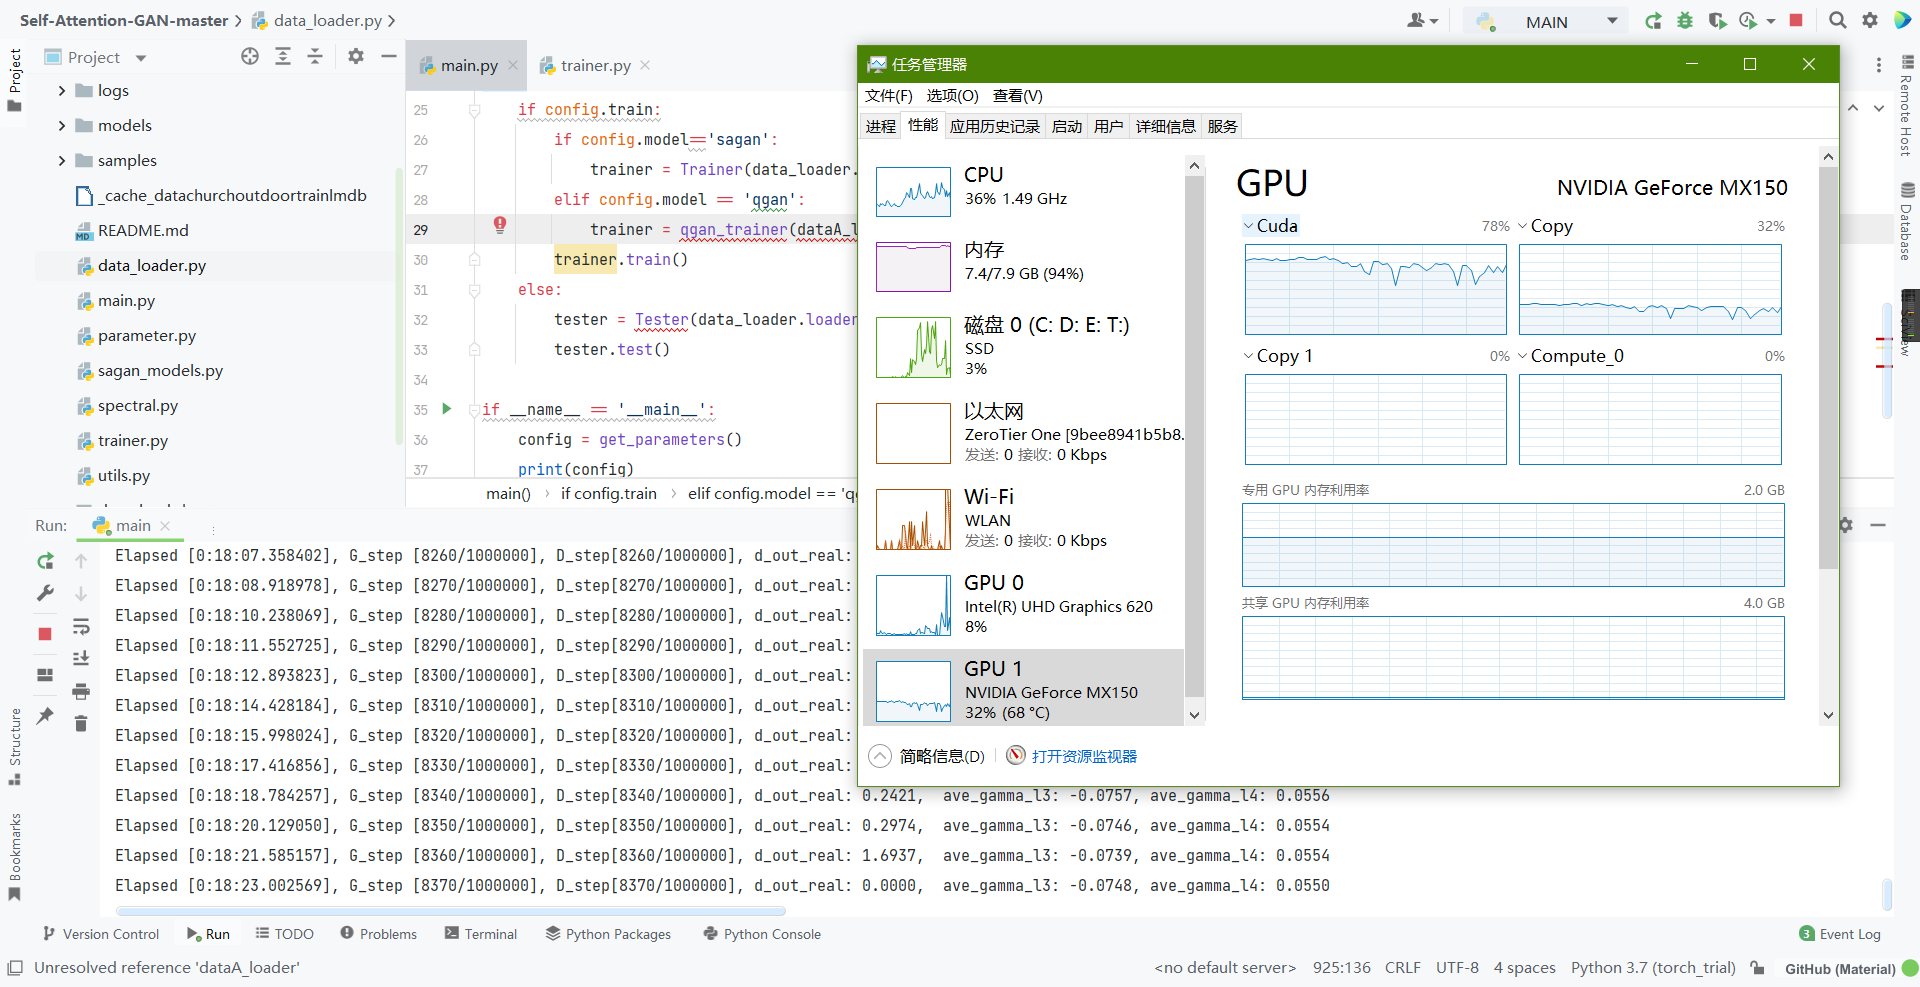 Self-Attention-GAN-master
data_loader.py
MAIN
Project
Project
main.py
trainer.py
logs
models
samples
_cache_datachurchoutdoortrainlmdb
README.md
data_loader.py
main.py
parameter.py
sagan_models.py
spectral.py
trainer.py
utils.py
25 if config.train:
26 if config.model=='sagan':
27 trainer = Trainer(data_loader.
28 elif config.model == 'qgan':
29 trainer = qgan_trainer(dataA_l
30 trainer.train()
31 else:
32 tester = Tester(data_loader.loader
33 tester.test()
34
35 if __name__ == '__main__':
36 config = get_parameters()
37 print(config)
main() › if config.train › elif config.model == 'q
任务管理器
文件(F) 选项(O) 查看(V)
进程 性能 应用历史记录 启动 用户 详细信息 服务
CPU
36% 1.49 GHz
内存
7.4/7.9 GB (94%)
磁盘 0 (C: D: E: T:)
SSD
3%
以太网
ZeroTier One [9bee8941b5b8.
发送: 0 接收: 0 Kbps
Wi-Fi
WLAN
发送: 0 接收: 0 Kbps
GPU 0
Intel(R) UHD Graphics 620
8%
GPU 1
NVIDIA GeForce MX150
32% (68 °C)
GPU
NVIDIA GeForce MX150
Cuda 78% Copy 32%
Copy 1 0% Compute_0 0%
专用 GPU 内存利用率 2.0 GB
共享 GPU 内存利用率 4.0 GB
简略信息(D) 打开资源监视器
Remote Host
Database
Run: main
Elapsed [0:18:07.358402], G_step [8260/1000000], D_step[8260/1000000], d_out_real:
Elapsed [0:18:08.918978], G_step [8270/1000000], D_step[8270/1000000], d_out_real:
Elapsed [0:18:10.238069], G_step [8280/1000000], D_step[8280/1000000], d_out_real:
Elapsed [0:18:11.552725], G_step [8290/1000000], D_step[8290/1000000], d_out_real:
Elapsed [0:18:12.893823], G_step [8300/1000000], D_step[8300/1000000], d_out_real:
Elapsed [0:18:14.428184], G_step [8310/1000000], D_step[8310/1000000], d_out_real:
Elapsed [0:18:15.998024], G_step [8320/1000000], D_step[8320/1000000], d_out_real:
Elapsed [0:18:17.416856], G_step [8330/1000000], D_step[8330/1000000], d_out_real:
Elapsed [0:18:18.784257], G_step [8340/1000000], D_step[8340/1000000], d_out_real: 0.2421, ave_gamma_l3: -0.0757, ave_gamma_l4: 0.0556
Elapsed [0:18:20.129050], G_step [8350/1000000], D_step[8350/1000000], d_out_real: 0.2974, ave_gamma_l3: -0.0746, ave_gamma_l4: 0.0554
Elapsed [0:18:21.585157], G_step [8360/1000000], D_step[8360/1000000], d_out_real: 1.6937, ave_gamma_l3: -0.0739, ave_gamma_l4: 0.0554
Elapsed [0:18:23.002569], G_step [8370/1000000], D_step[8370/1000000], d_out_real: 0.0000, ave_gamma_l3: -0.0748, ave_gamma_l4: 0.0550
Structure
Bookmarks
Version Control Run TODO Problems Terminal Python Packages Python Console 3 Event Log
Unresolved reference 'dataA_loader' <no default server> 925:136 CRLF UTF-8 4 spaces Python 3.7 (torch_trial) GitHub (Material)